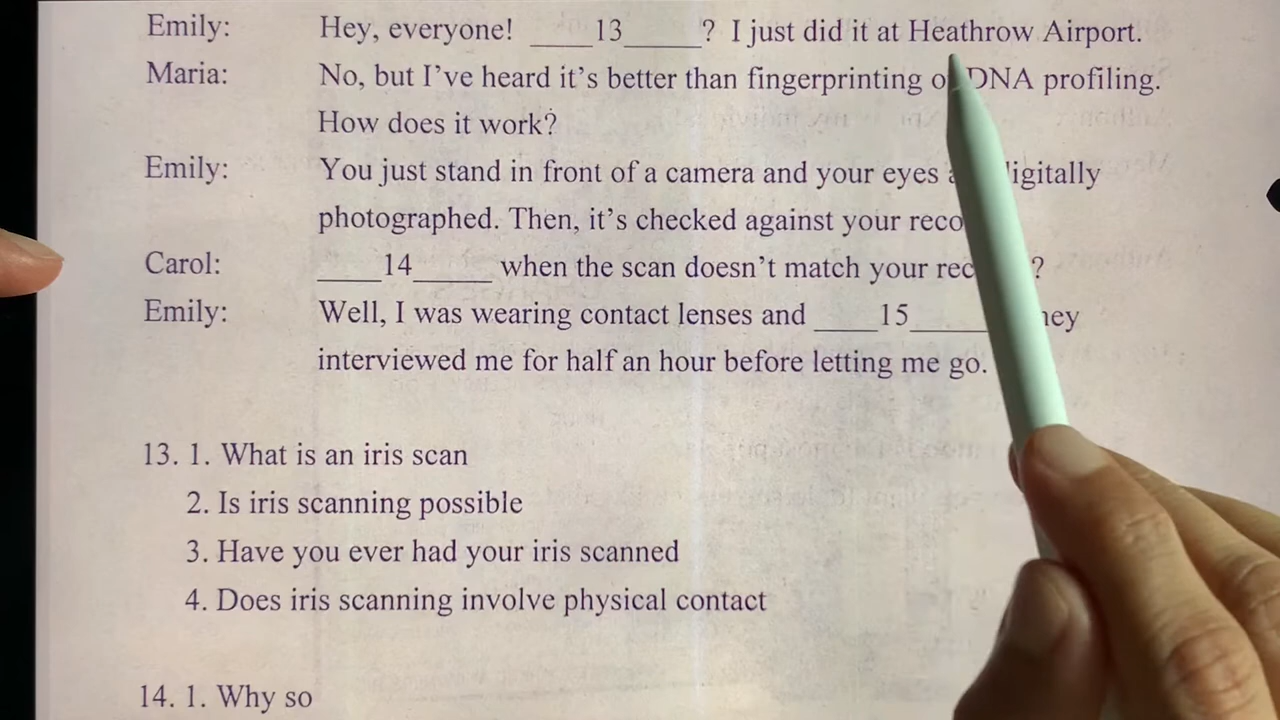 Emily: Hey, everyone! ____13_____? I just did it at Heathrow Airport.
Maria: No, but I've heard it's better than fingerprinting o DNA profiling.
How does it work?
Emily: You just stand in front of a camera and your eyes digitally
photographed. Then, it's checked against your
Carol: ____14_____ when the scan doesn't match your ?
Emily: Well, I was wearing contact lenses and ____15_____
interviewed me for half an hour before letting me go.
13. 1. What is an iris scan
2. Is iris scanning possible
3. Have you ever had your iris scanned
4. Does iris scanning involve physical contact
14. 1. Why so